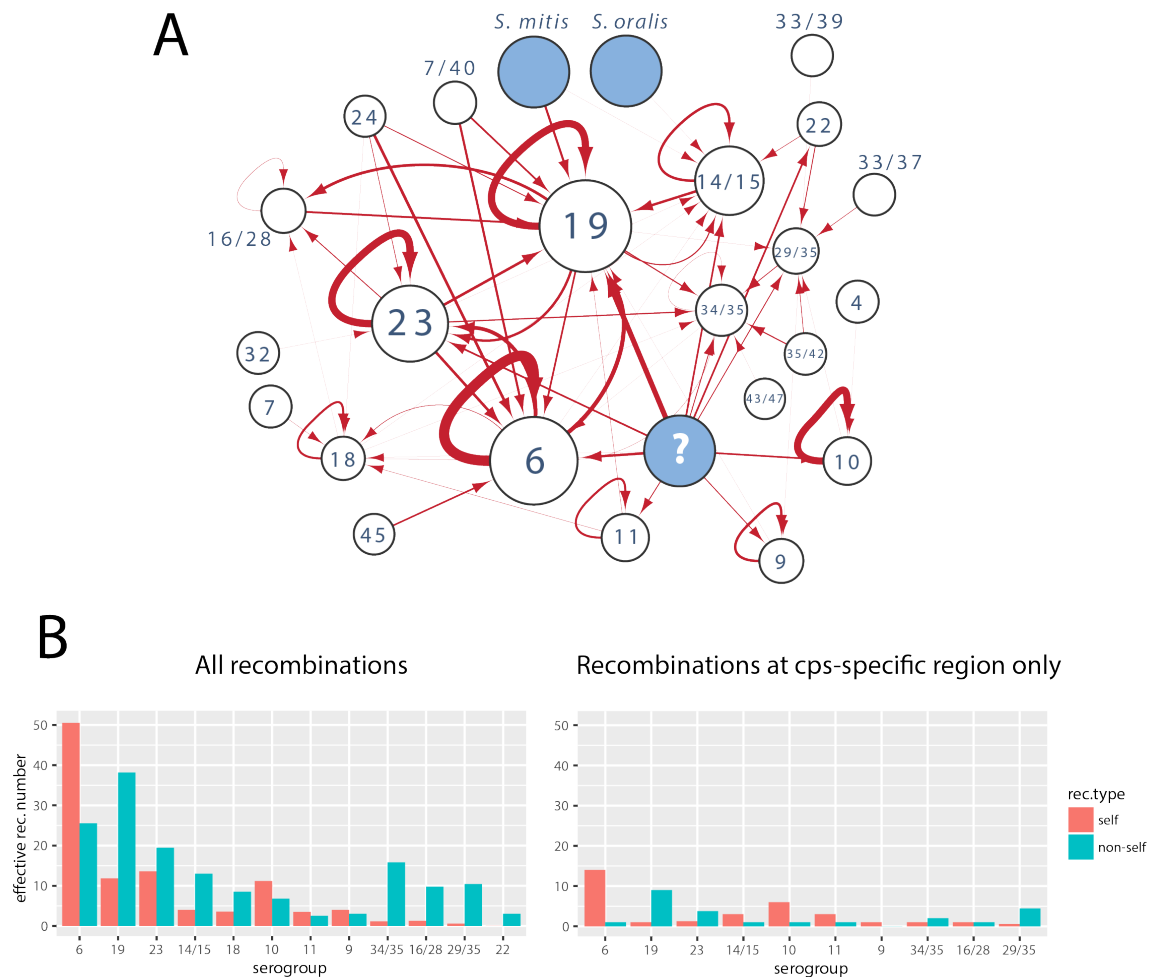 A
S. mitis S. oralis 33/39
7/40
24
22
33/37
14/15
19
16/28
29/35
4
34/35
23
32
35/42
7
43/47
18
6
?
10
45
11
9
B
All recombinations
Recombinations at cps-specific region only
effective rec. number
50
40
30
20
10
0
6 19 23 14/15 18 10 11 9 34/35 16/28 29/35 22
serogroup
50
40
30
20
10
0
6 19 23 14/15 10 11 9 34/35 16/28 29/35
serogroup
rec.type
self
non-self